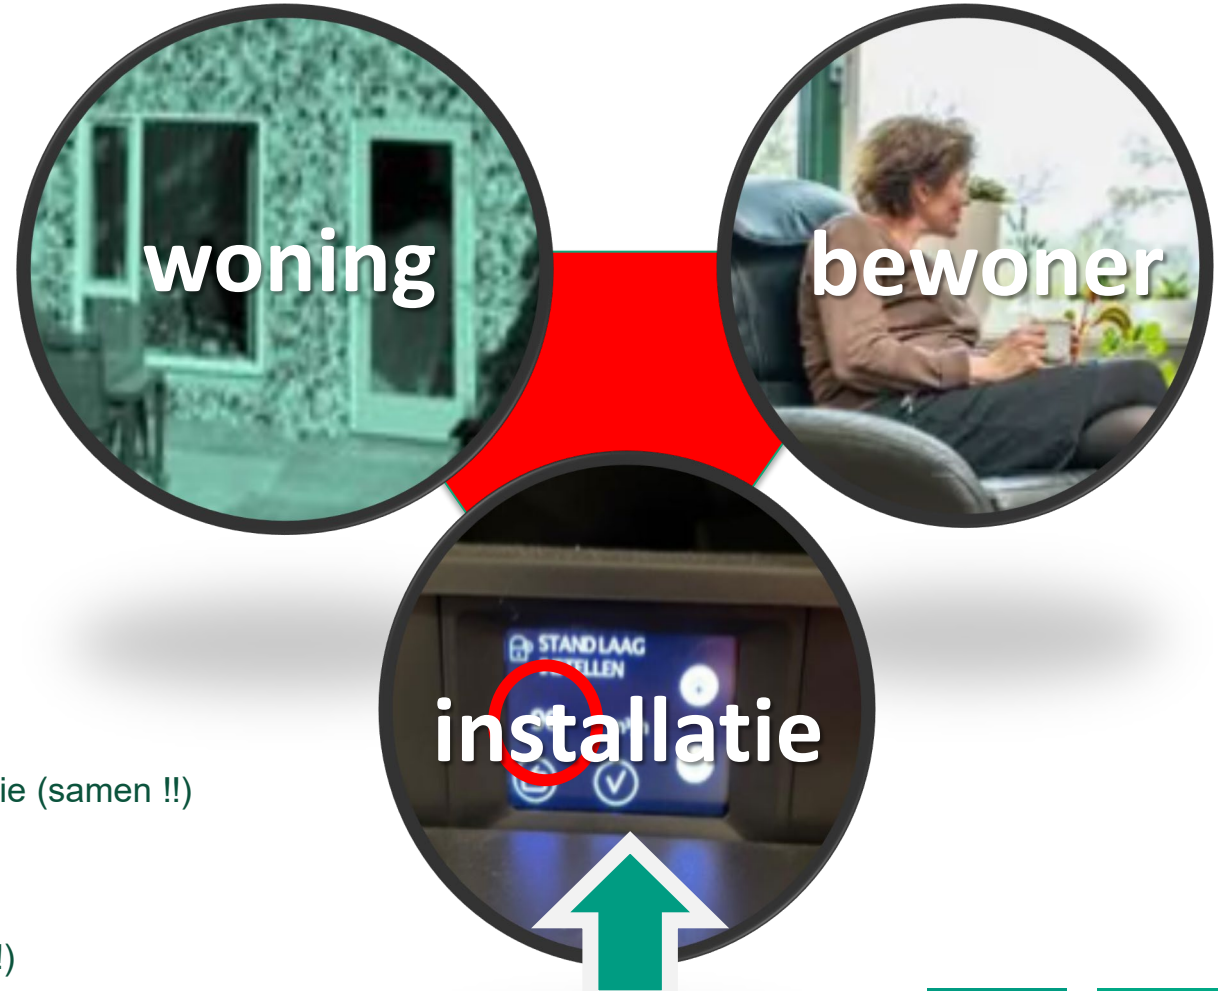 woning
bewoner
STAND LAAG
installatie
ie (samen !!)
!)